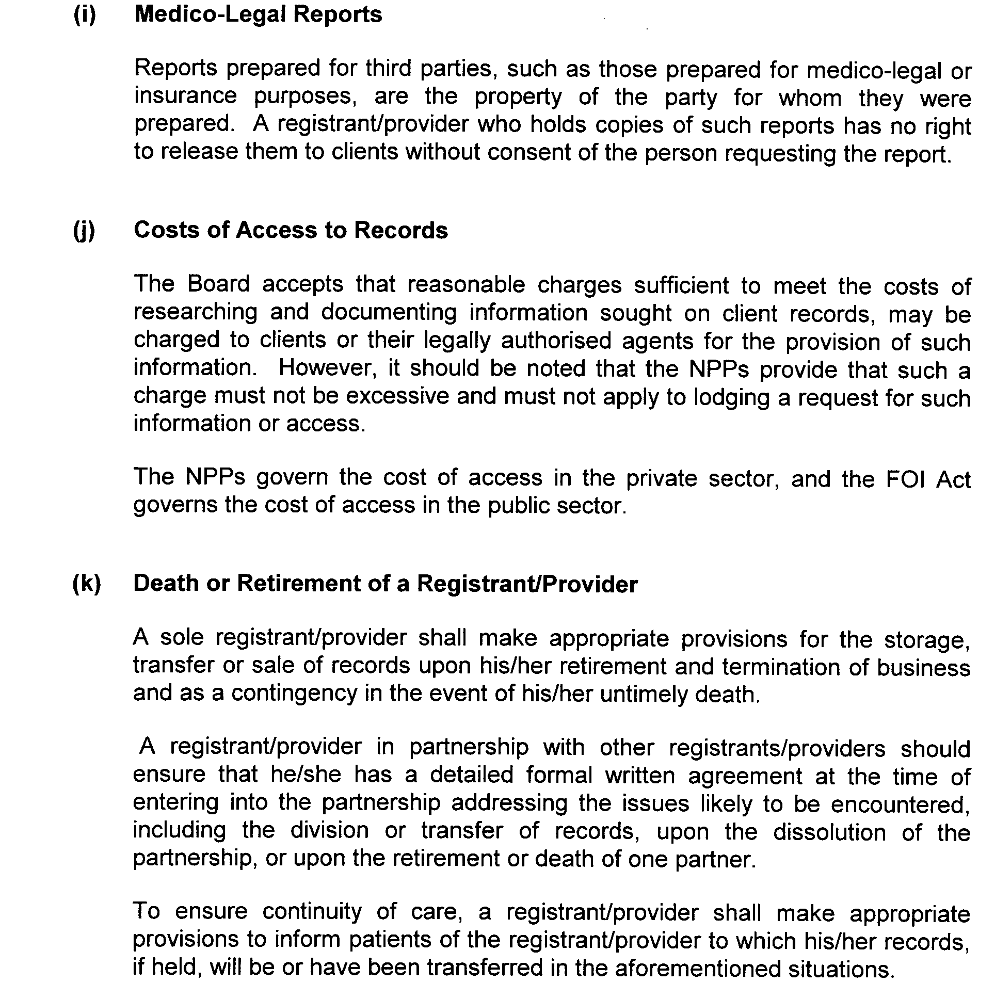 (i) Medico-Legal Reports
Reports prepared for third parties, such as those prepared for medico-legal or
insurance purposes, are the property of the party for whom they were
prepared. A registrant/provider who holds copies of such reports has no right
to release them to clients without consent of the person requesting the report.
(j) Costs of Access to Records
The Board accepts that reasonable charges sufficient to meet the costs of
researching and documenting information sought on client records, may be
charged to clients or their legally authorised agents for the provision of such
information. However, it should be noted that the NPPs provide that such a
charge must not be excessive and must not apply to lodging a request for such
information or access.
The NPPs govern the cost of access in the private sector, and the FOI Act
governs the cost of access in the public sector.
(k) Death or Retirement of a Registrant/Provider
A sole registrant/provider shall make appropriate provisions for the storage,
transfer or sale of records upon his/her retirement and termination of business
and as a contingency in the event of his/her untimely death.
A registrant/provider in partnership with other registrants/providers should
ensure that he/she has a detailed formal written agreement at the time of
entering into the partnership addressing the issues likely to be encountered,
including the division or transfer of records, upon the dissolution of the
partnership, or upon the retirement or death of one partner.
To ensure continuity of care, a registrant/provider shall make appropriate
provisions to inform patients of the registrant/provider to which his/her records,
if held, will be or have been transferred in the aforementioned situations.